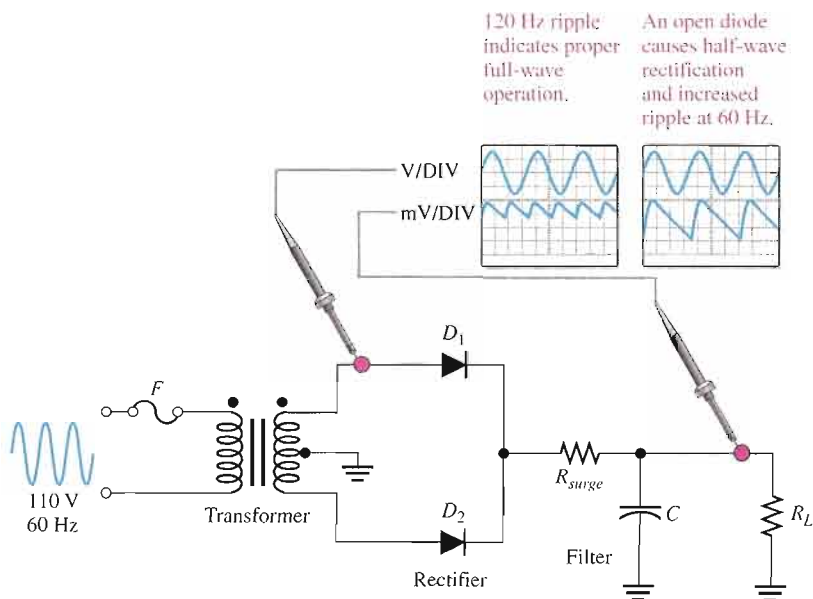 120 Hz ripple
indicates proper
full-wave
operation.
An open diode
causes half-wave
rectification
and increased
ripple at 60 Hz.
V/DIV
mV/DIV
D1
F
110 V
60 Hz
Transformer
D2
Rectifier
Rsurge
C
Filter
RL